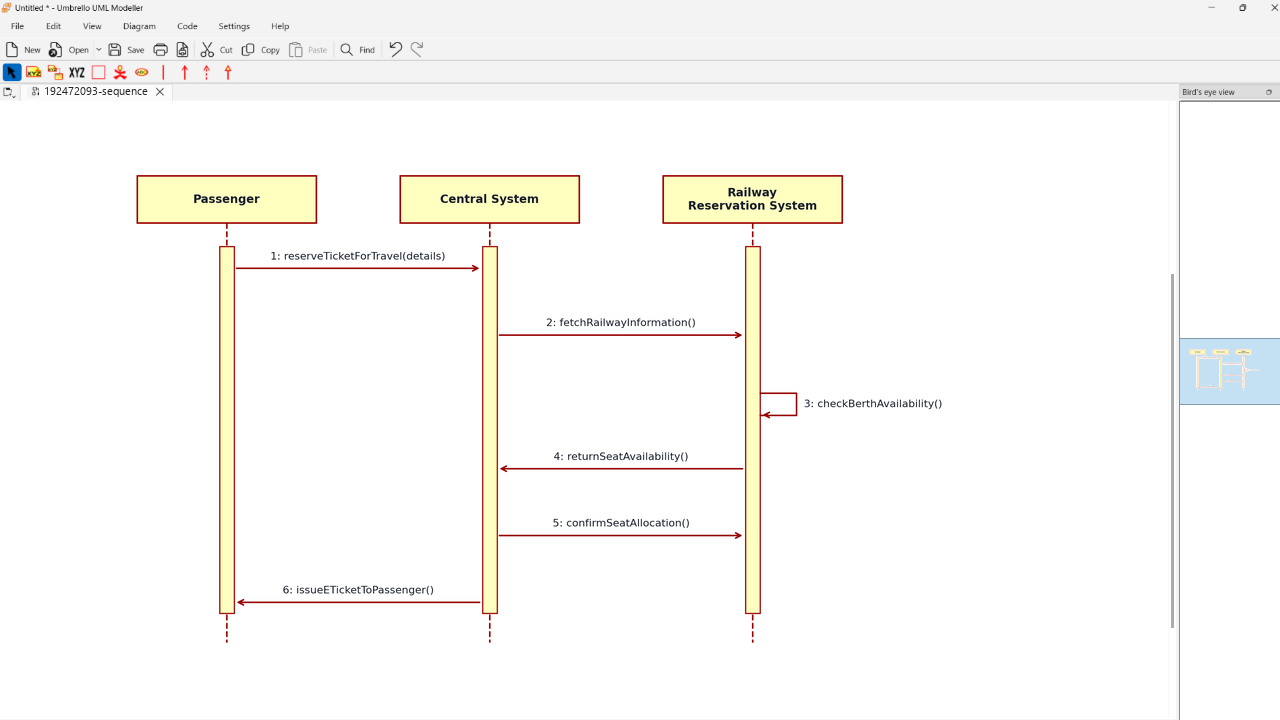 Untitled * - Umbrello UML Modeller
File Edit View Diagram Code Settings Help
New Open Save Cut Copy Paste Find
XYZ XYZ ABC
192472093-sequence
Bird's eye view
Passenger
Central System
Railway
Reservation System
1: reserveTicketForTravel(details)
2: fetchRailwayInformation()
3: checkBerthAvailability()
4: returnSeatAvailability()
5: confirmSeatAllocation()
6: issueETicketToPassenger()